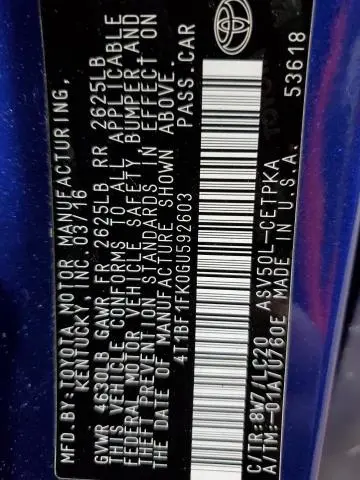 MFD.BY:TOYOTA MOTOR MANUFACTURING,
KENTUCKY, INC. 03/16
GVWR 4630LB GAWR FR 2625LB RR 2625LB
THIS VEHICLE CONFORMS TO ALL APPLICABLE
FEDERAL MOTOR VEHICLE SAFETY, BUMPER, AND
THEFT PREVENTION STANDARDS IN EFFECT ON
THE DATE OF MANUFACTURE SHOWN ABOVE.
4T1BF1FK0GU592603 PASS.CAR
C/TR:8W7/LC20 ASV50L-CETPKA
A/TM:-01A/U760E MADE IN U.S.A.
53618